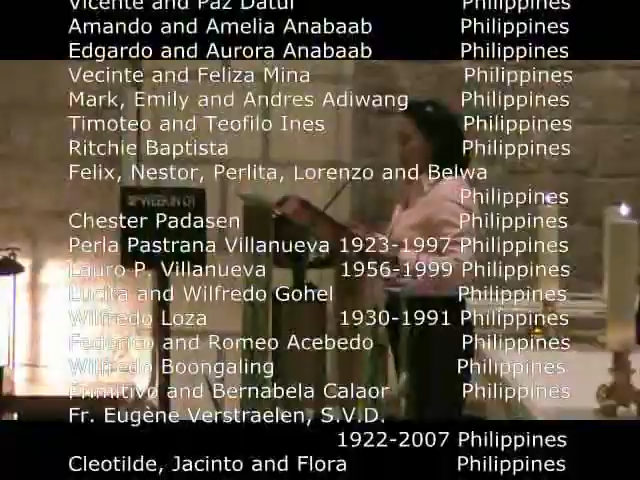 Vicente and Paz Datul Philippines
Amando and Amelia Anabaab Philippines
Edgardo and Aurora Anabaab Philippines
Vecinte and Feliza Mina Philippines
Mark, Emily and Andres Adiwang Philippines
Timoteo and Teofilo Ines Philippines
Ritchie Baptista Philippines
Felix, Nestor, Perlita, Lorenzo and Belwa
Philippines
Chester Padasen Philippines
Perla Pastrana Villanueva 1923-1997 Philippines
Lauro P. Villanueva 1956-1999 Philippines
Lucita and Wilfredo Gohel Philippines
Wilfredo Loza 1930-1991 Philippines
Federico and Romeo Acebedo Philippines
Wilfredo Boongaling Philippines
Primitivo and Bernabela Calaor Philippines
Fr. Eugène Verstraelen, S.V.D.
1922-2007 Philippines
Cleotilde, Jacinto and Flora Philippines